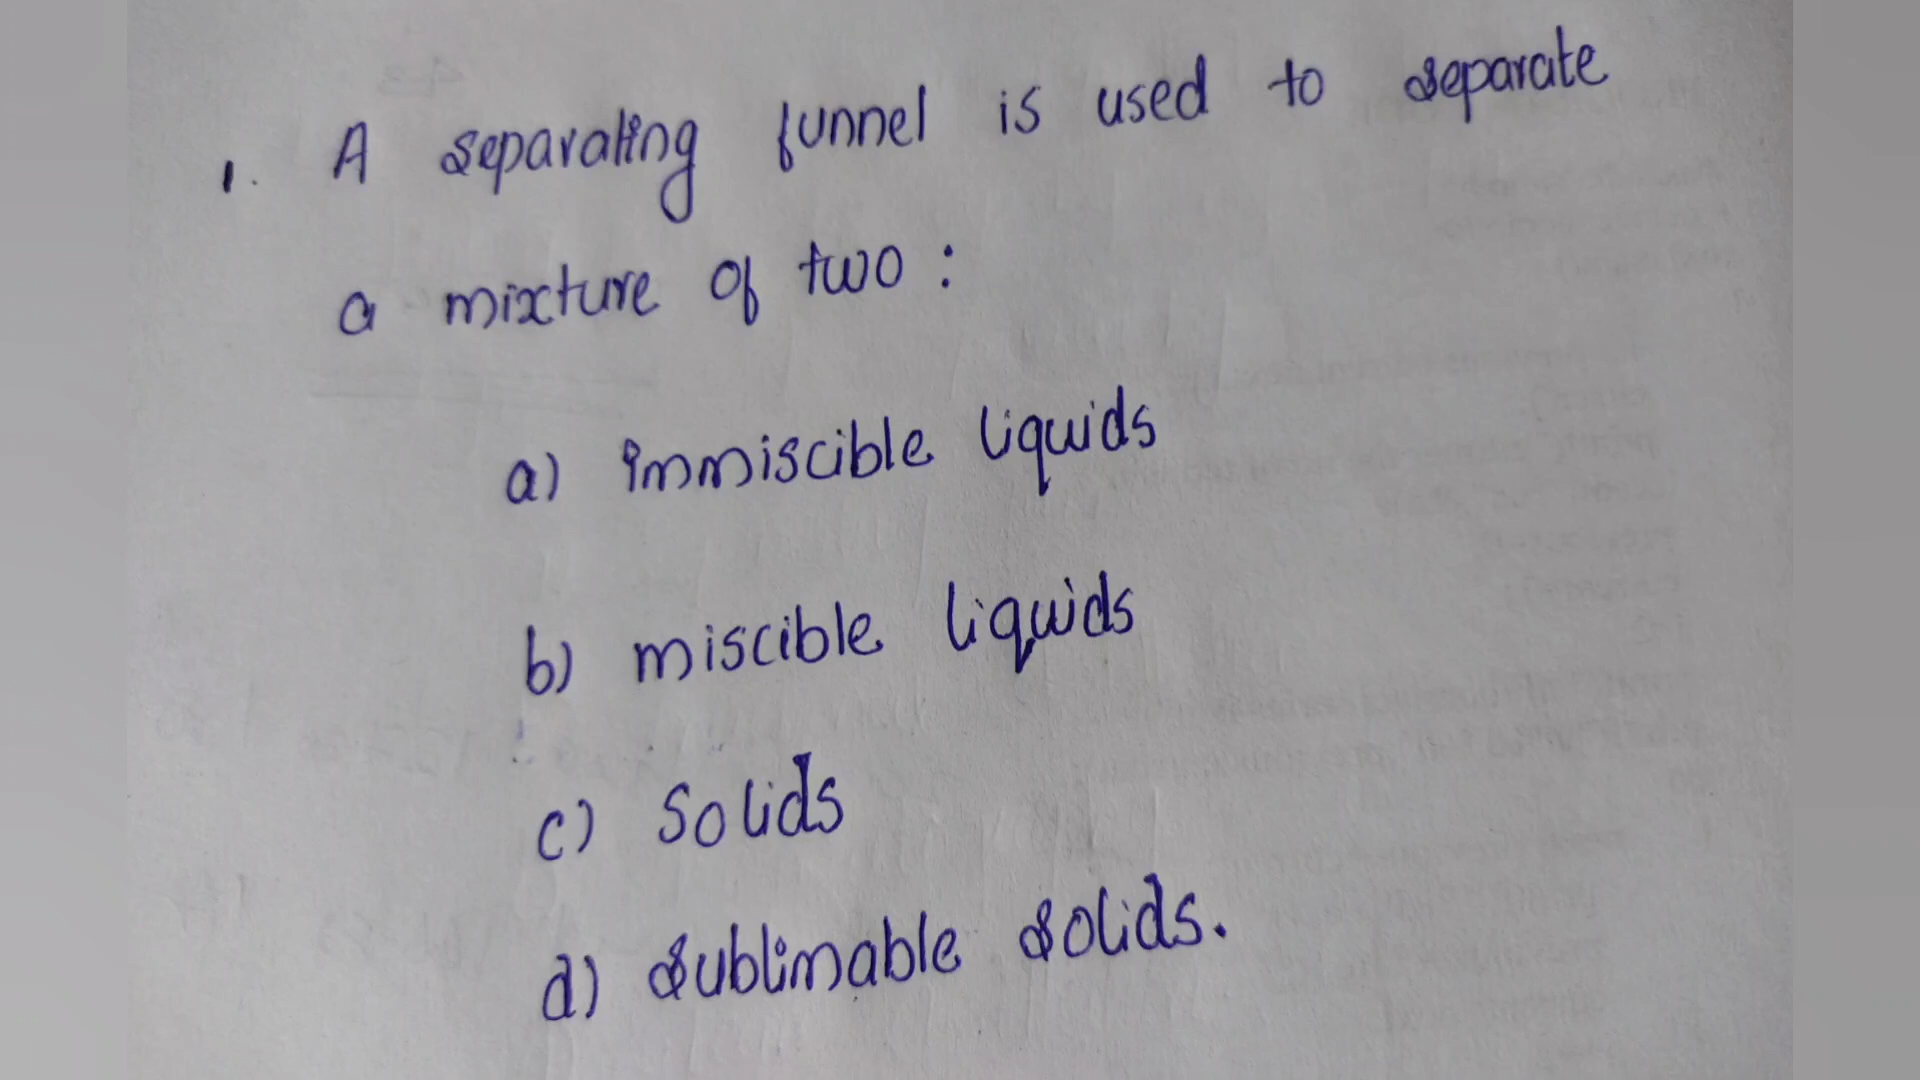 1. A separating funnel is used to separate
a mixture of two :
a) immiscible liquids
b) miscible liquids
c) Solids
d) sublimable solids.